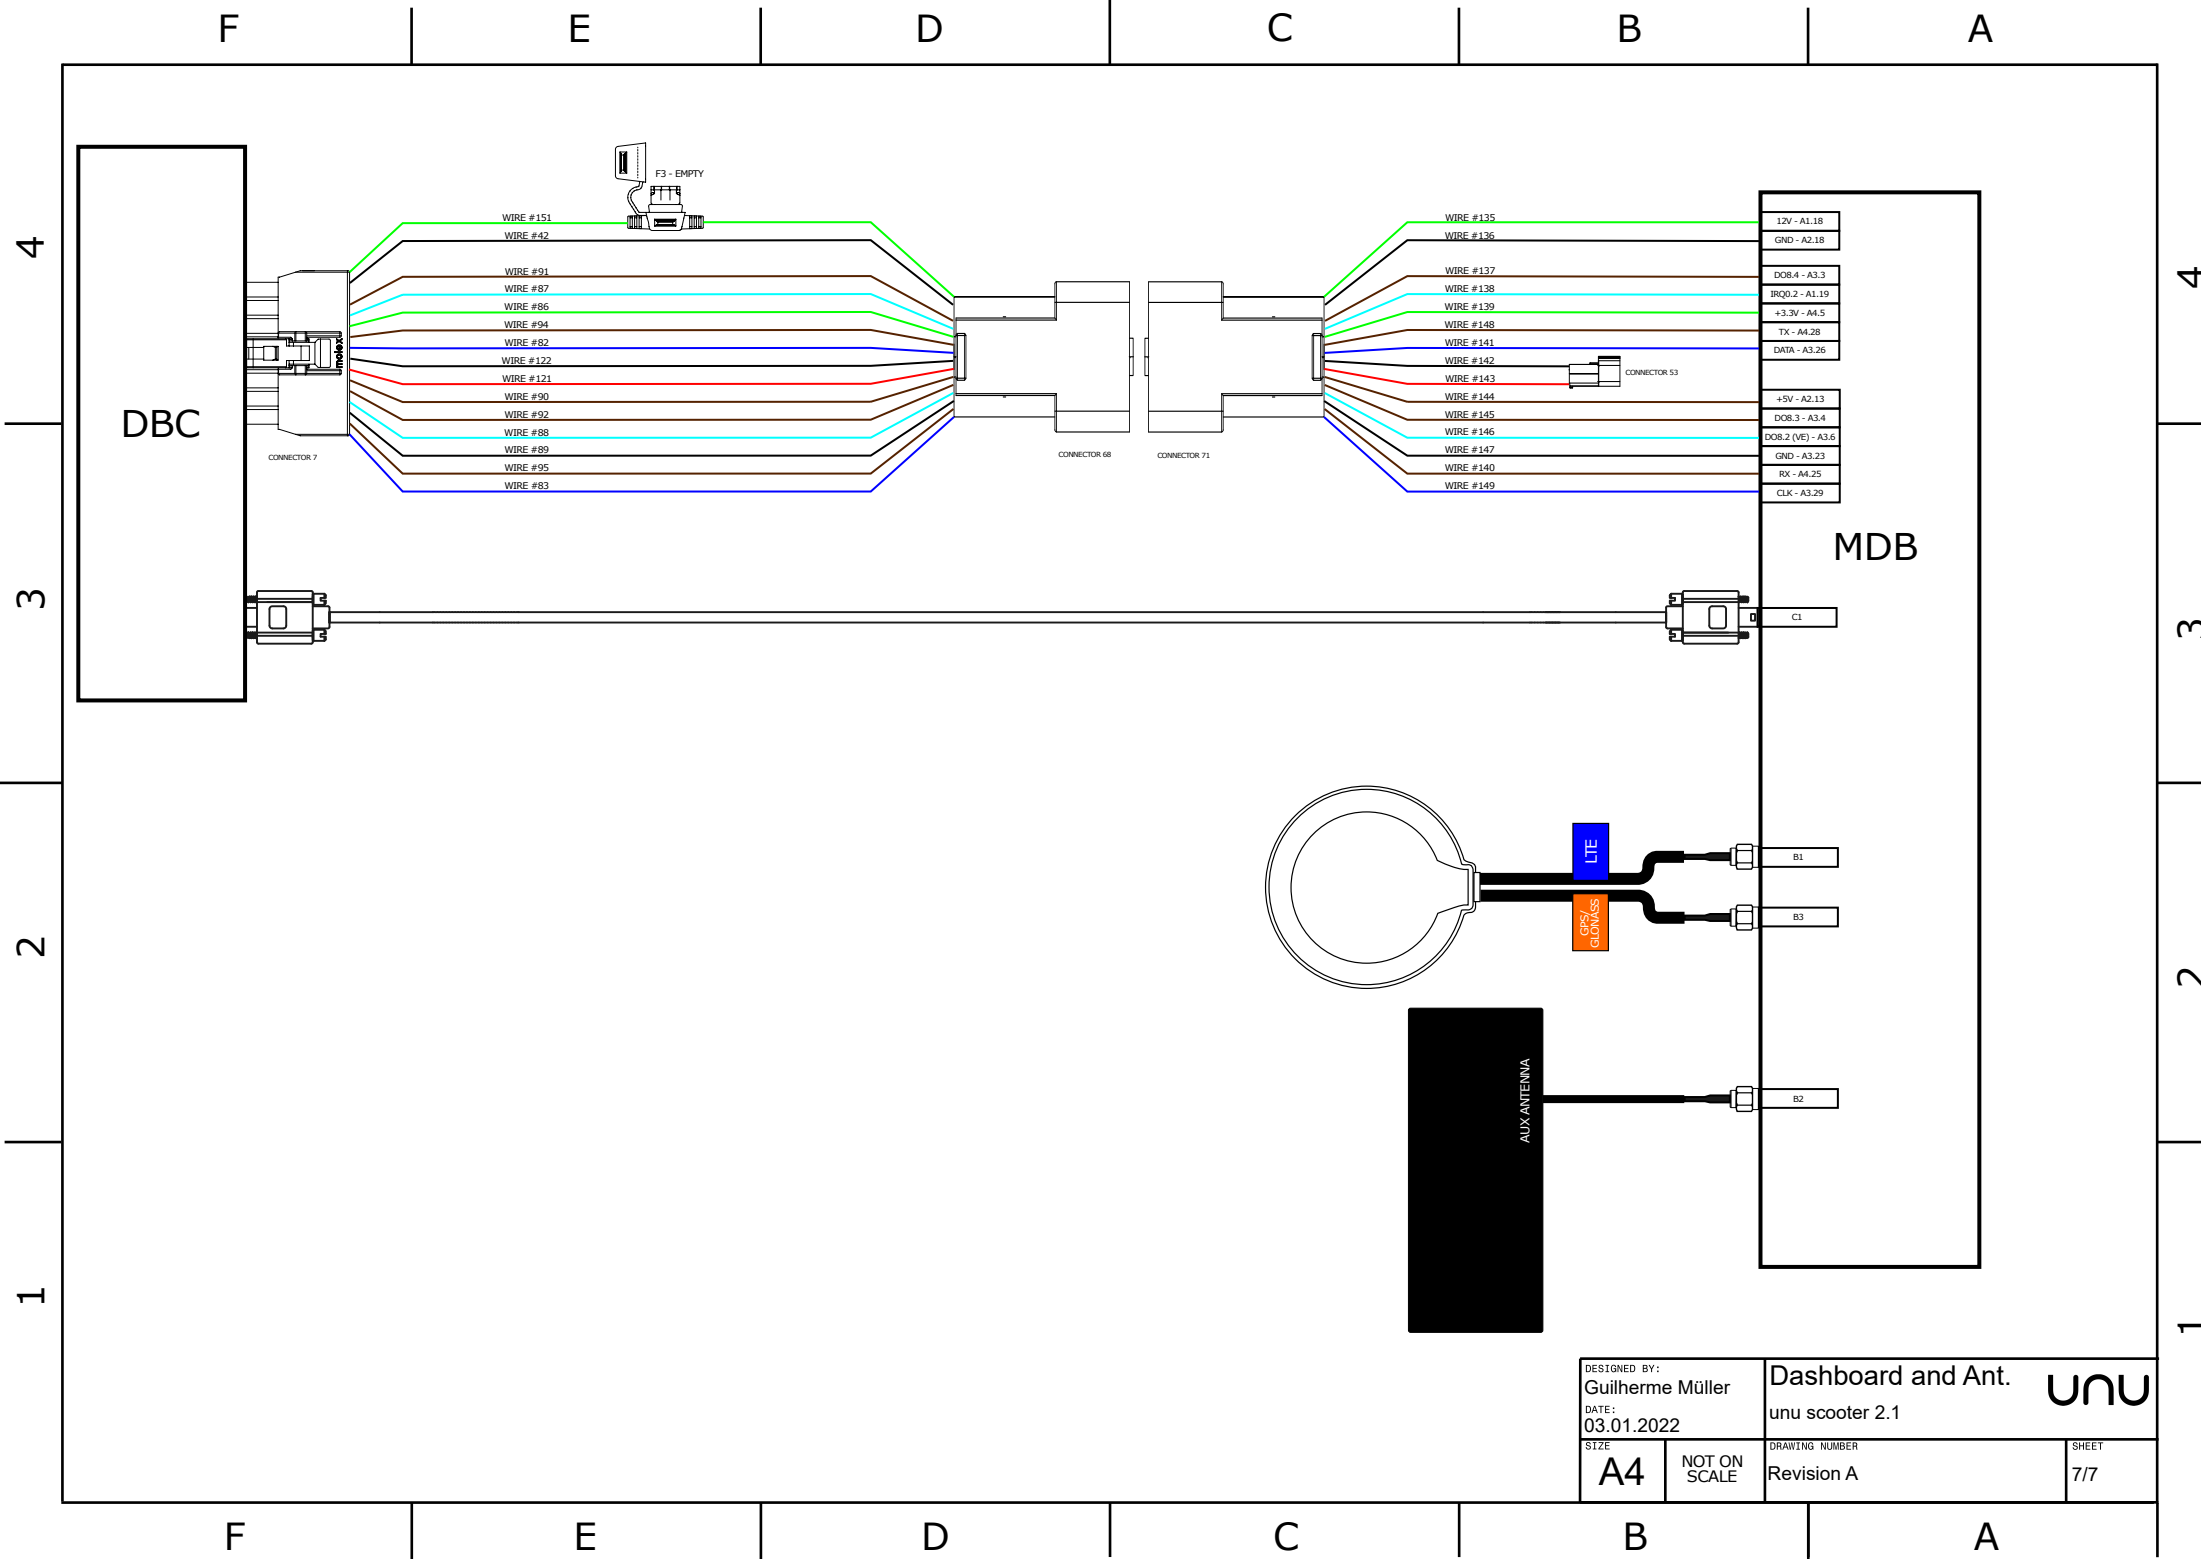 F E D C B A
4
4
3
3
2
2
1
1
DBC
molex
CONNECTOR 7
F3 - EMPTY
WIRE #151
WIRE #42
WIRE #91
WIRE #87
WIRE #86
WIRE #94
WIRE #82
WIRE #122
WIRE #121
WIRE #90
WIRE #92
WIRE #88
WIRE #89
WIRE #95
WIRE #83
CONNECTOR 68
CONNECTOR 71
WIRE #135
WIRE #136
WIRE #137
WIRE #138
WIRE #139
WIRE #148
WIRE #141
WIRE #142
WIRE #143
WIRE #144
WIRE #145
WIRE #146
WIRE #147
WIRE #140
WIRE #149
CONNECTOR 53
12V - A1.18
GND - A2.18
DO8.4 - A3.3
IRQ0.2 - A1.19
+3.3V - A4.5
TX - A4.28
DATA - A3.26
+5V - A2.13
DO8.3 - A3.4
DO8.2 (VE) - A3.6
GND - A3.23
RX - A4.25
CLK - A3.29
MDB
C1
LTE
GPS/
GLONASS
B1
B3
AUX ANTENNA
B2
DESIGNED BY:
Guilherme Müller
DATE:
03.01.2022
Dashboard and Ant.
unu scooter 2.1
unu
SIZE
A4
NOT ON
SCALE
DRAWING NUMBER
Revision A
SHEET
7/7
F E D C B A